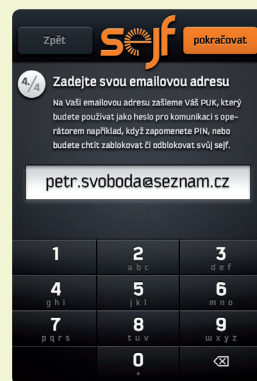 Zpět sejf pokračovat
4./4 Zadejte svou emailovou adresu
Na Vaši emailovou adresu zašleme Váš PUK, který
budete používat jako heslo pro komunikaci s ope-
rátorem například, když zapomenete PIN, nebo
budete chtít zablokovat či odblokovat svůj sejf.
petr.svoboda@seznam.cz
1 2 3
abc def
4 5 6
ghi jkl mno
7 8 9
pqrs tuv wxyz
0